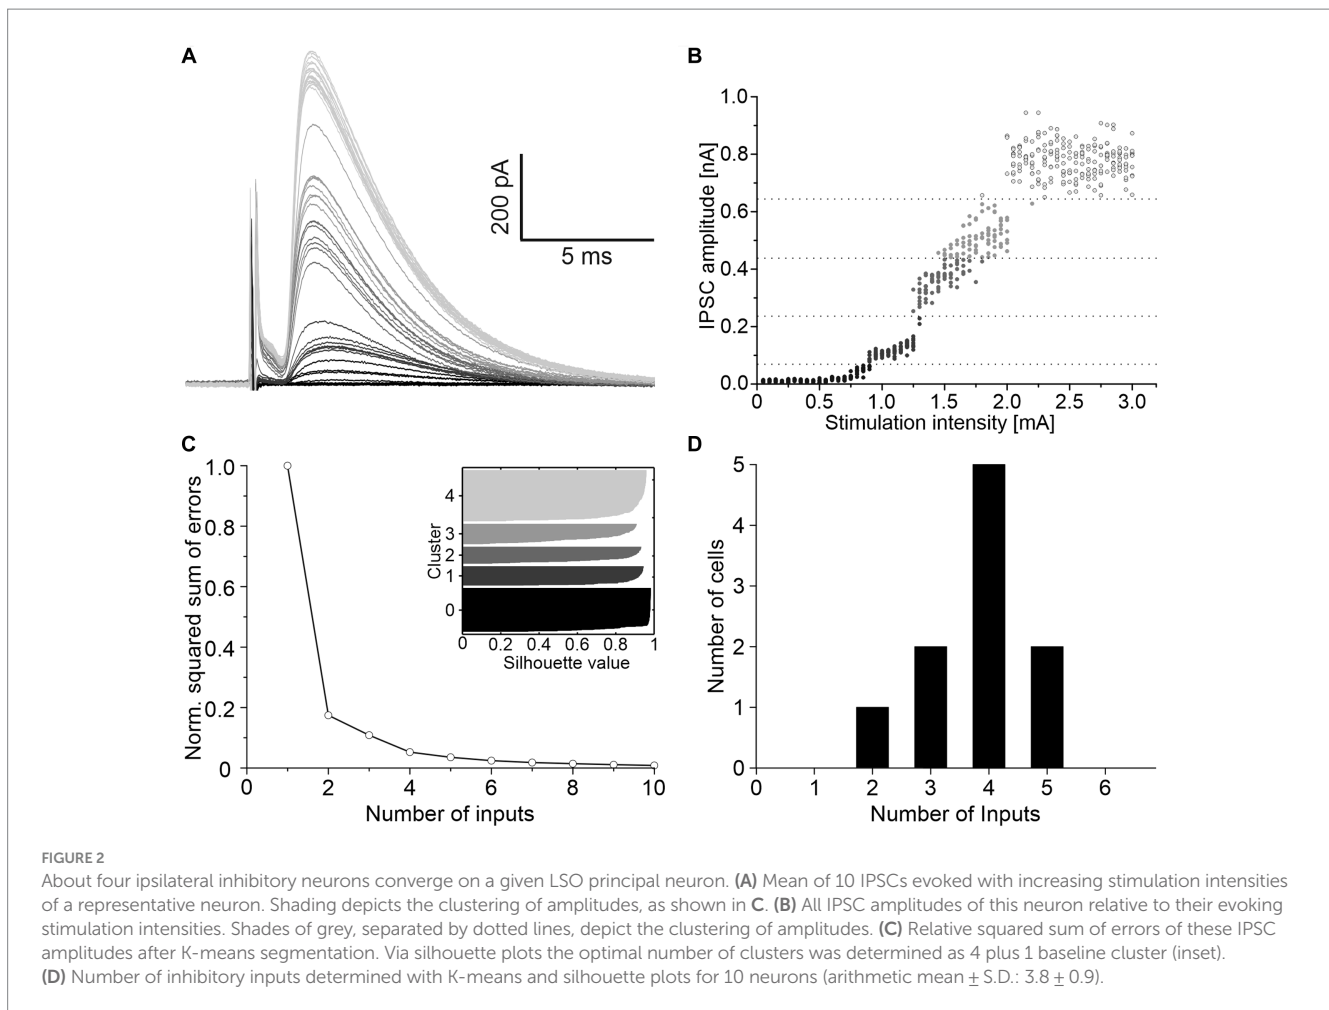 A
200 pA
5 ms
B
IPSC amplitude [nA]
1.0
0.8
0.6
0.4
0.2
0.0
0 0.5 1.0 1.5 2.0 2.5 3.0
Stimulation intensity [mA]
C
Norm. squared sum of errors
1.0
0.8
0.6
0.4
0.2
0
0 2 4 6 8 10
Number of inputs
Cluster
4
3
2
1
0
0 0.2 0.4 0.6 0.8 1
Silhouette value
D
Number of cells
5
4
3
2
1
0
0 1 2 3 4 5 6
Number of Inputs
FIGURE 2
About four ipsilateral inhibitory neurons converge on a given LSO principal neuron. (A) Mean of 10 IPSCs evoked with increasing stimulation intensities
of a representative neuron. Shading depicts the clustering of amplitudes, as shown in C. (B) All IPSC amplitudes of this neuron relative to their evoking
stimulation intensities. Shades of grey, separated by dotted lines, depict the clustering of amplitudes. (C) Relative squared sum of errors of these IPSC
amplitudes after K-means segmentation. Via silhouette plots the optimal number of clusters was determined as 4 plus 1 baseline cluster (inset).
(D) Number of inhibitory inputs determined with K-means and silhouette plots for 10 neurons (arithmetic mean ± S.D.: 3.8 ± 0.9).